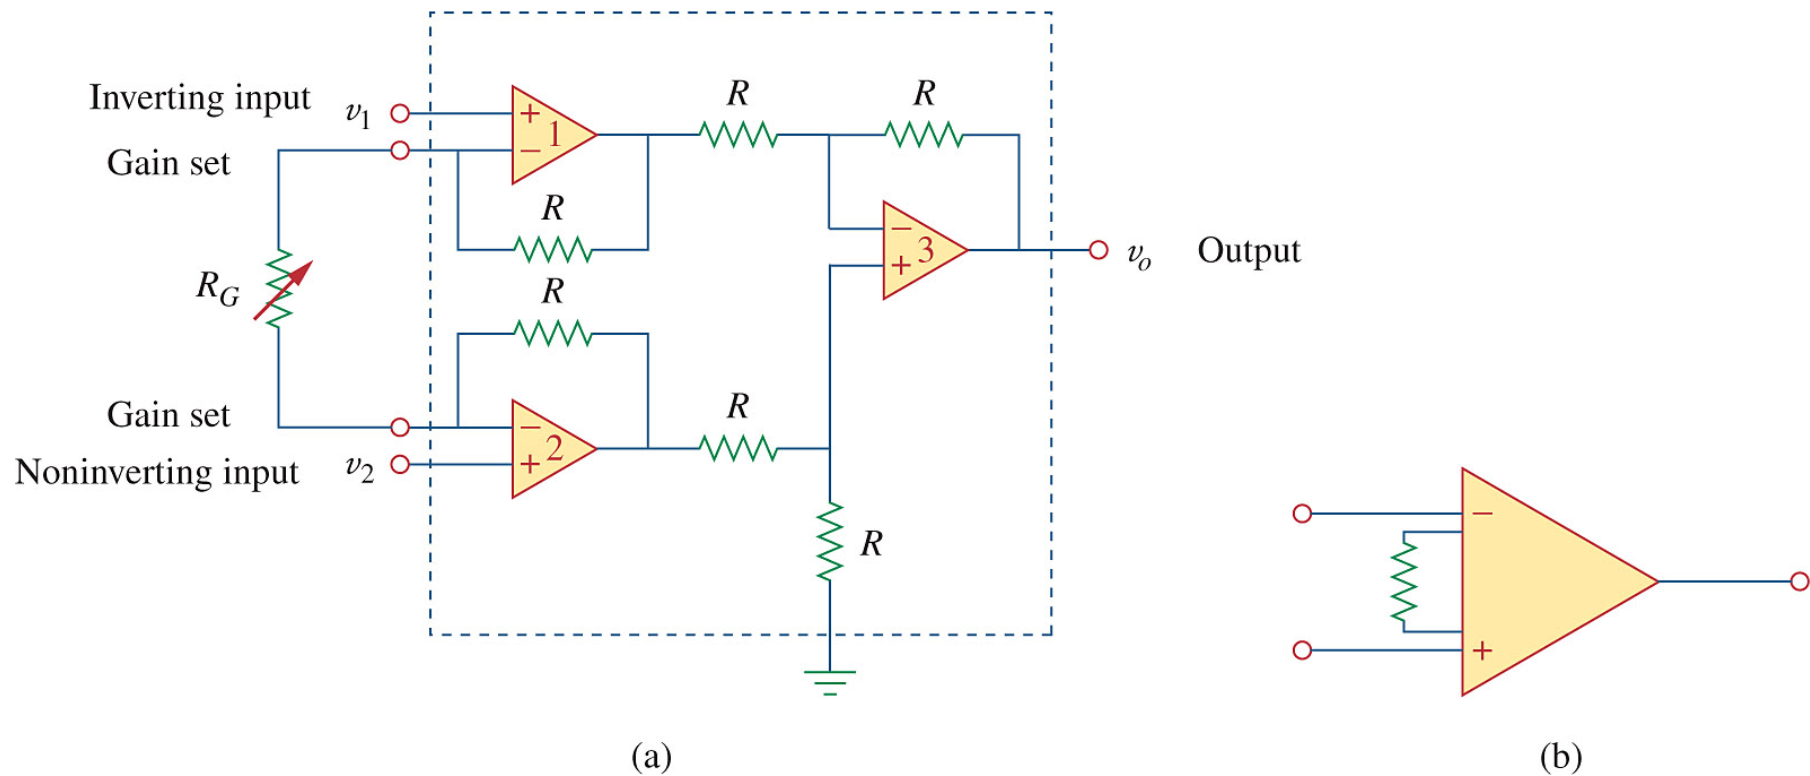 Inverting input
v1
Gain set
+
1
−
R
R
R
RG
R
−
3
+
vo
Output
Gain set
Noninverting input
v2
−
2
+
R
R
−
+
(a)
(b)